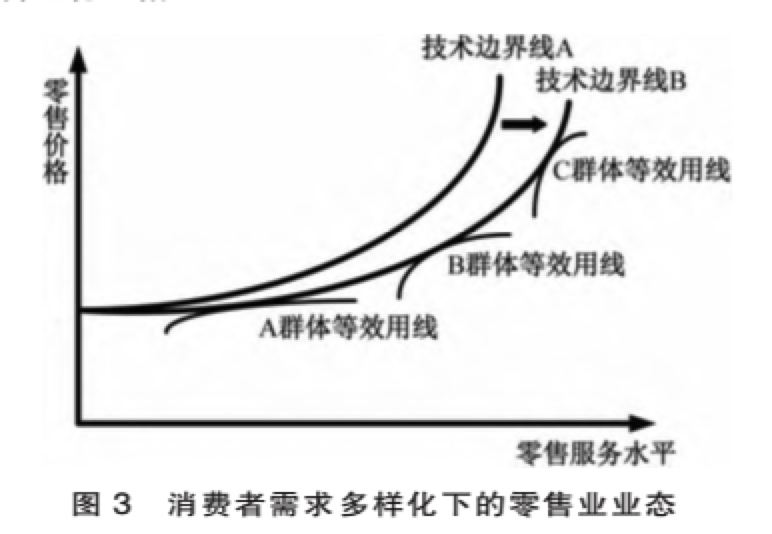 技术边界线A
技术边界线B
零售价格
C群体等效用线
B群体等效用线
A群体等效用线
零售服务水平
图3 消费者需求多样化下的零售业业态